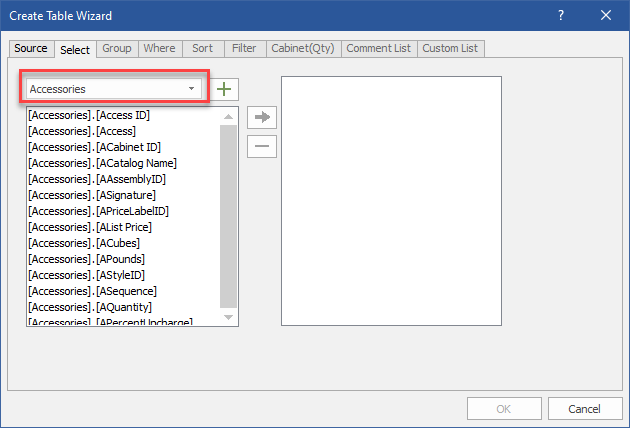 Create Table Wizard ?
Source Select Group Where Sort Filter Cabinet(Qty) Comment List Custom List
Accessories
[Accessories].[Access ID]
[Accessories].[Access]
[Accessories].[ACabinet ID]
[Accessories].[ACatalog Name]
[Accessories].[AAssemblyID]
[Accessories].[ASignature]
[Accessories].[APriceLabelID]
[Accessories].[AList Price]
[Accessories].[ACubes]
[Accessories].[APounds]
[Accessories].[AStyleID]
[Accessories].[ASequence]
[Accessories].[AQuantity]
[Accessories].[APercentUpcharge]
OK Cancel